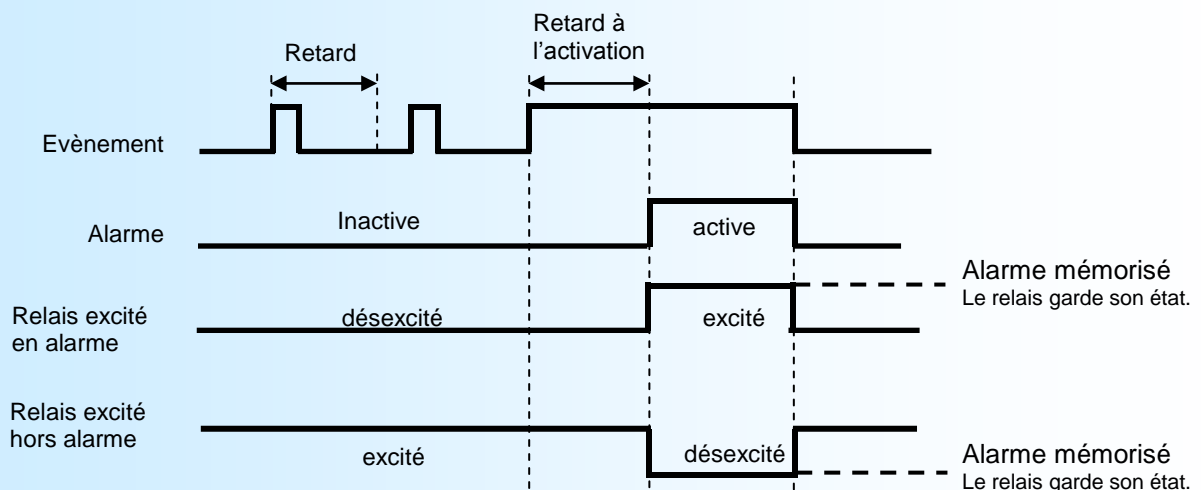 Retard à
l'activation
Retard
Evènement
Inactive
active
Alarme
Alarme mémorisé
Le relais garde son état.
Relais excité
en alarme
désexcité
excité
Relais excité
hors alarme
excité
désexcité
Alarme mémorisé
Le relais garde son état.